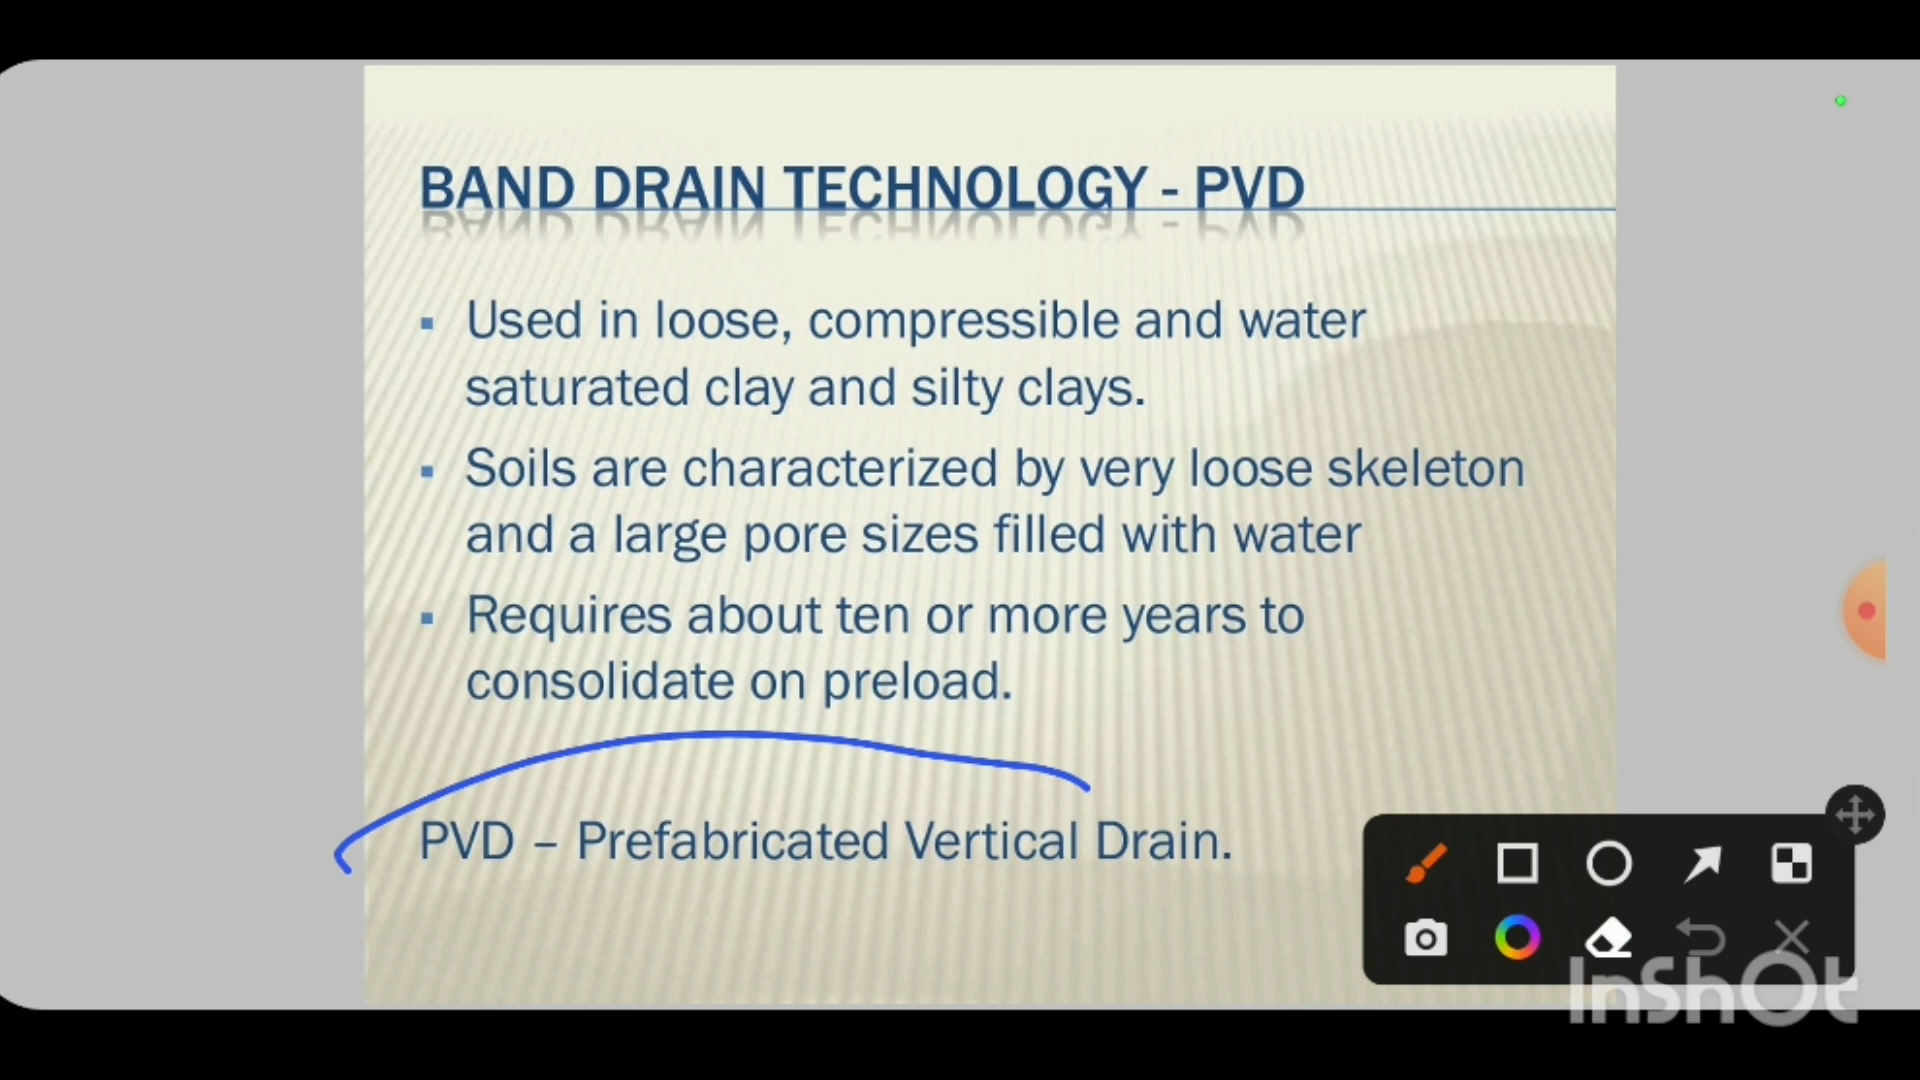 BAND DRAIN TECHNOLOGY - PVD
Used in loose, compressible and water
saturated clay and silty clays.
Soils are characterized by very loose skeleton
and a large pore sizes filled with water
Requires about ten or more years to
consolidate on preload.
PVD – Prefabricated Vertical Drain.
InShOt